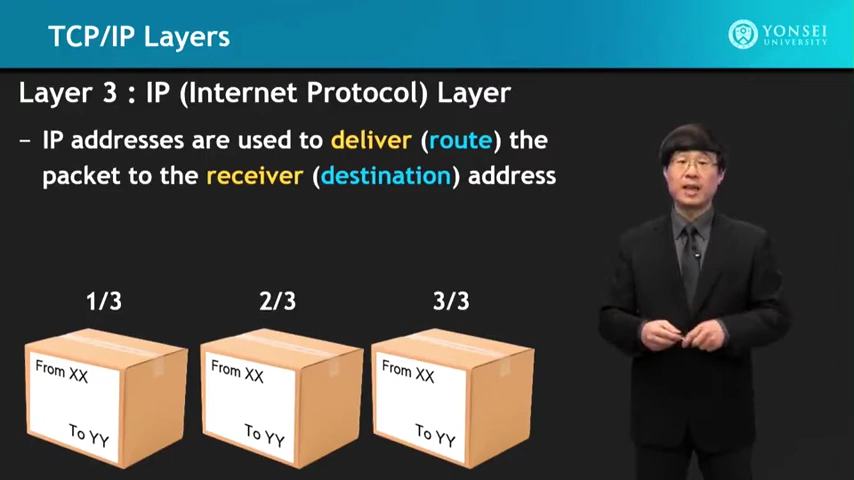 TCP/IP Layers
YONSEI
UNIVERSITY
Layer 3 : IP (Internet Protocol) Layer
– IP addresses are used to deliver (route) the
packet to the receiver (destination) address
1/3
2/3
3/3
From XX
To YY
From XX
To YY
From XX
To YY